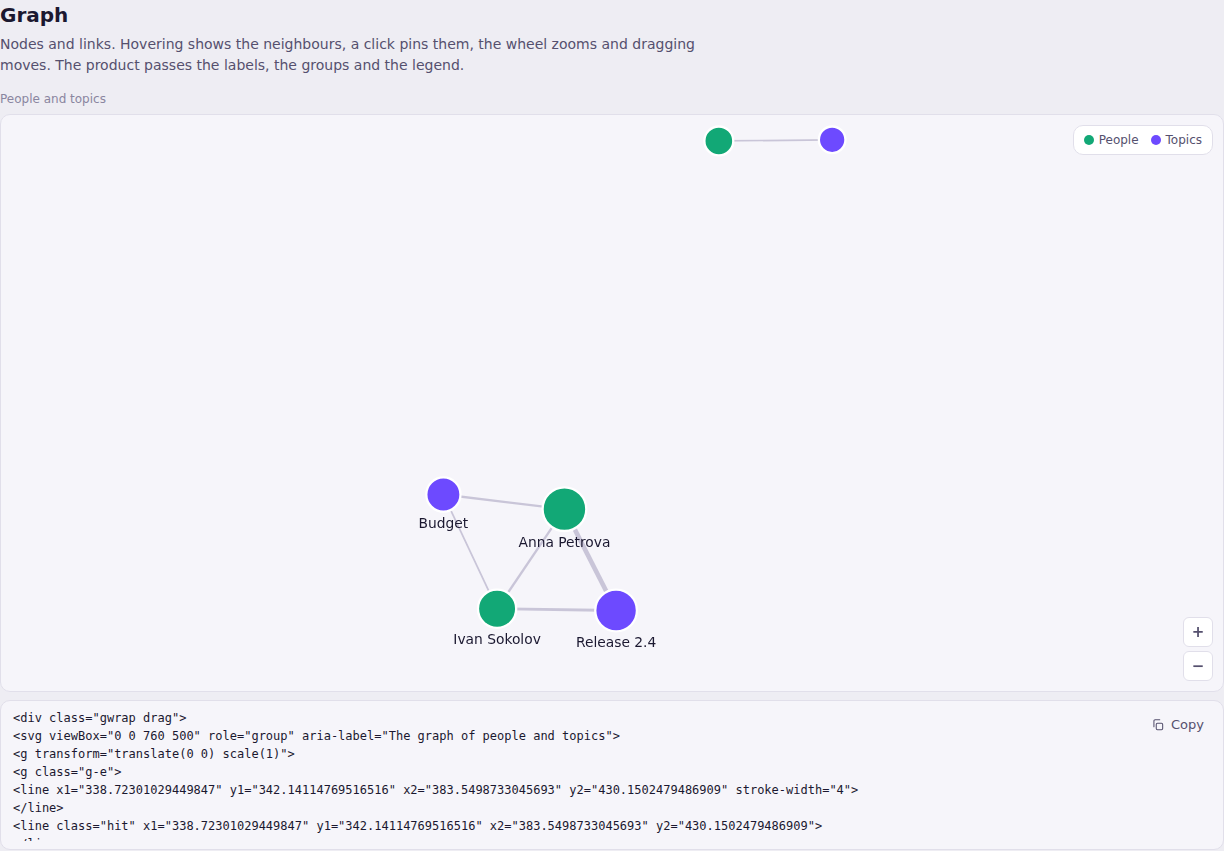 Graph
Nodes and links. Hovering shows the neighbours, a click pins them, the wheel zooms and dragging
moves. The product passes the labels, the groups and the legend.
People and topics
People
Topics
Budget
Anna Petrova
Ivan Sokolov
Release 2.4
+
−
Copy
<div class="gwrap drag">
<svg viewBox="0 0 760 500" role="group" aria-label="The graph of people and topics">
<g transform="translate(0 0) scale(1)">
<g class="g-e">
<line x1="338.72301029449847" y1="342.14114769516516" x2="383.5498733045693" y2="430.1502479486909" stroke-width="4">
</line>
<line class="hit" x1="338.72301029449847" y1="342.14114769516516" x2="383.5498733045693" y2="430.1502479486909">